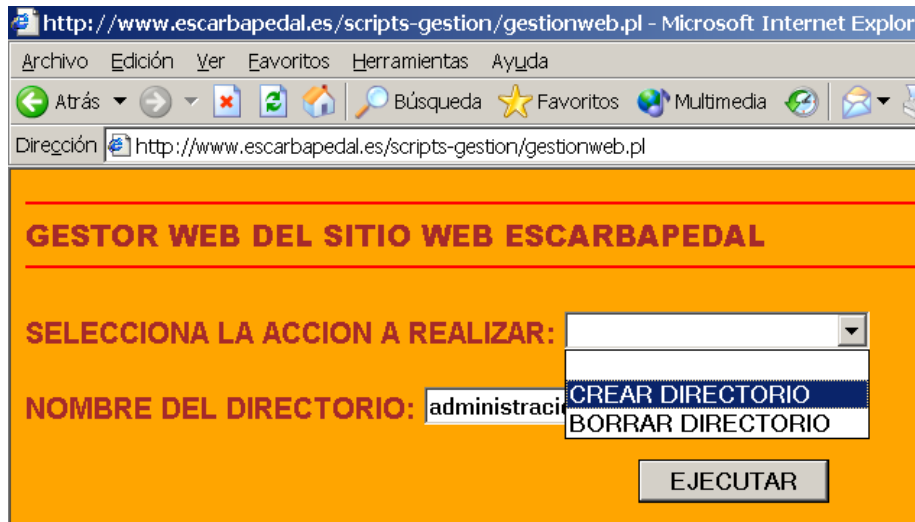 http://www.escarbapedal.es/scripts-gestion/gestionweb.pl - Microsoft Internet Explor
Archivo Edición Ver Favoritos Herramientas Ayuda
Atrás Búsqueda Favoritos Multimedia
Dirección http://www.escarbapedal.es/scripts-gestion/gestionweb.pl
GESTOR WEB DEL SITIO WEB ESCARBAPEDAL
SELECCIONA LA ACCION A REALIZAR:
CREAR DIRECTORIO
NOMBRE DEL DIRECTORIO: administraci
BORRAR DIRECTORIO
EJECUTAR